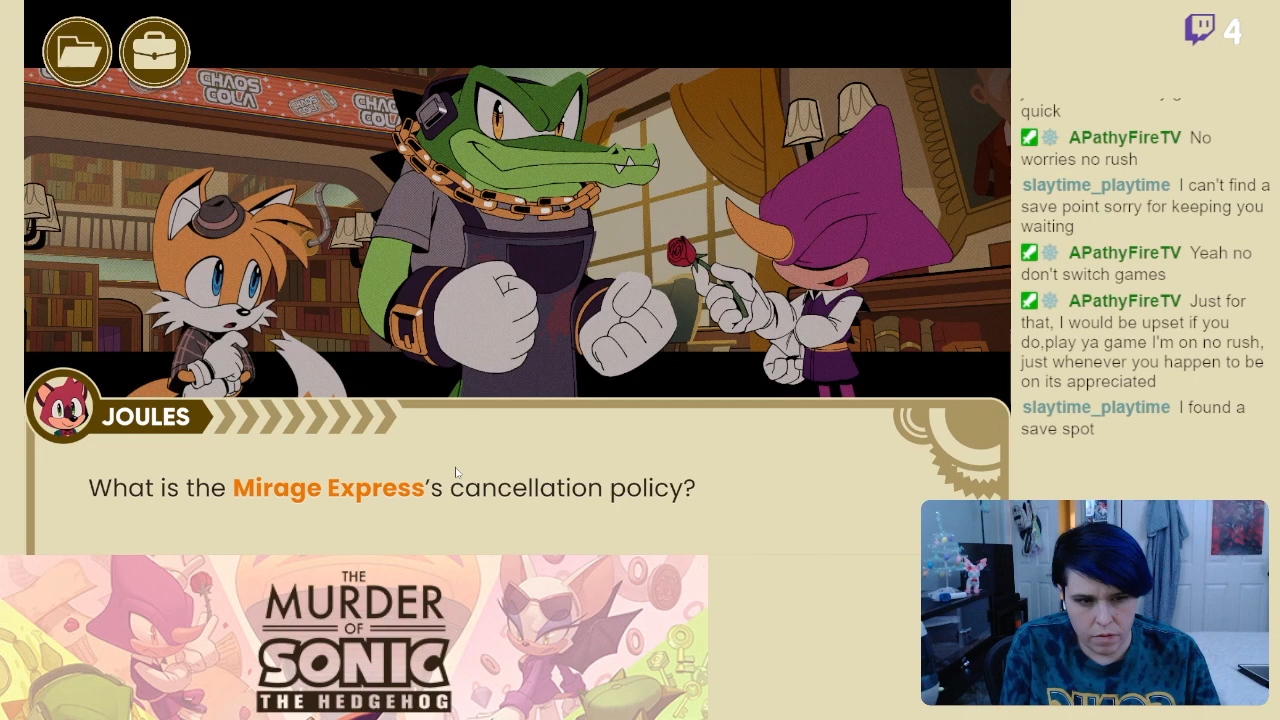 CHAOS
COLA
CHAOS
COLA
CHAO
COL
4
quick
APathyFireTV No
worries no rush
slaytime_playtime I can't find a
save point sorry for keeping you
waiting
APathyFireTV Yeah no
don't switch games
APathyFireTV Just for
that, I would be upset if you
do,play ya game I'm on no rush,
just whenever you happen to be
on its appreciated
slaytime_playtime I found a
save spot
JOULES
What is the Mirage Express's cancellation policy?
THE
MURDER
OF
SONIC
THE HEDGEHOG